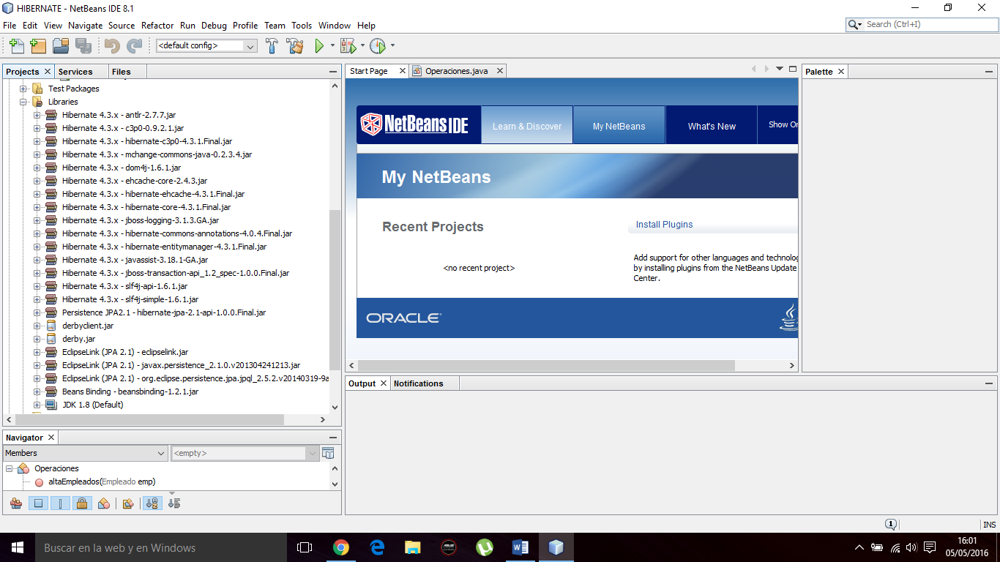 HIBERNATE - NetBeans IDE 8.1
File Edit View Navigate Source Refactor Run Debug Profile Team Tools Window Help
Search (Ctrl+I)
<default config>
Projects Services Files
Test Packages
Libraries
Hibernate 4.3.x - antlr-2.7.7.jar
Hibernate 4.3.x - c3p0-0.9.2.1.jar
Hibernate 4.3.x - hibernate-c3p0-4.3.1.Final.jar
Hibernate 4.3.x - mchange-commons-java-0.2.3.4.jar
Hibernate 4.3.x - dom4j-1.6.1.jar
Hibernate 4.3.x - ehcache-core-2.4.3.jar
Hibernate 4.3.x - hibernate-ehcache-4.3.1.Final.jar
Hibernate 4.3.x - hibernate-core-4.3.1.Final.jar
Hibernate 4.3.x - jboss-logging-3.1.3.GA.jar
Hibernate 4.3.x - hibernate-commons-annotations-4.0.4.Final.jar
Hibernate 4.3.x - hibernate-entitymanager-4.3.1.Final.jar
Hibernate 4.3.x - javassist-3.18.1-GA.jar
Hibernate 4.3.x - jboss-transaction-api_1.2_spec-1.0.0.Final.jar
Hibernate 4.3.x - slf4j-api-1.6.1.jar
Hibernate 4.3.x - slf4j-simple-1.6.1.jar
Persistence JPA2.1 - hibernate-jpa-2.1-api-1.0.0.Final.jar
derbyclient.jar
derby.jar
EclipseLink (JPA 2.1) - eclipselink.jar
EclipseLink (JPA 2.1) - javax.persistence_2.1.0.v201304241213.jar
EclipseLink (JPA 2.1) - org.eclipse.persistence.jpa.jpql_2.5.2.v20140319-9a
Beans Binding - beansbinding-1.2.1.jar
JDK 1.8 (Default)
Navigator
Members
<empty>
Operaciones
altaEmpleados(Empleado emp)
Start Page Operaciones.java
NetBeans IDE
Learn & Discover
My NetBeans
What's New
Show On
My NetBeans
Recent Projects
<no recent project>
Install Plugins
Add support for other languages and technolog
by installing plugins from the NetBeans Update
Center.
ORACLE
Palette
Output Notifications
1
INS
Buscar en la web y en Windows
16:01
05/05/2016